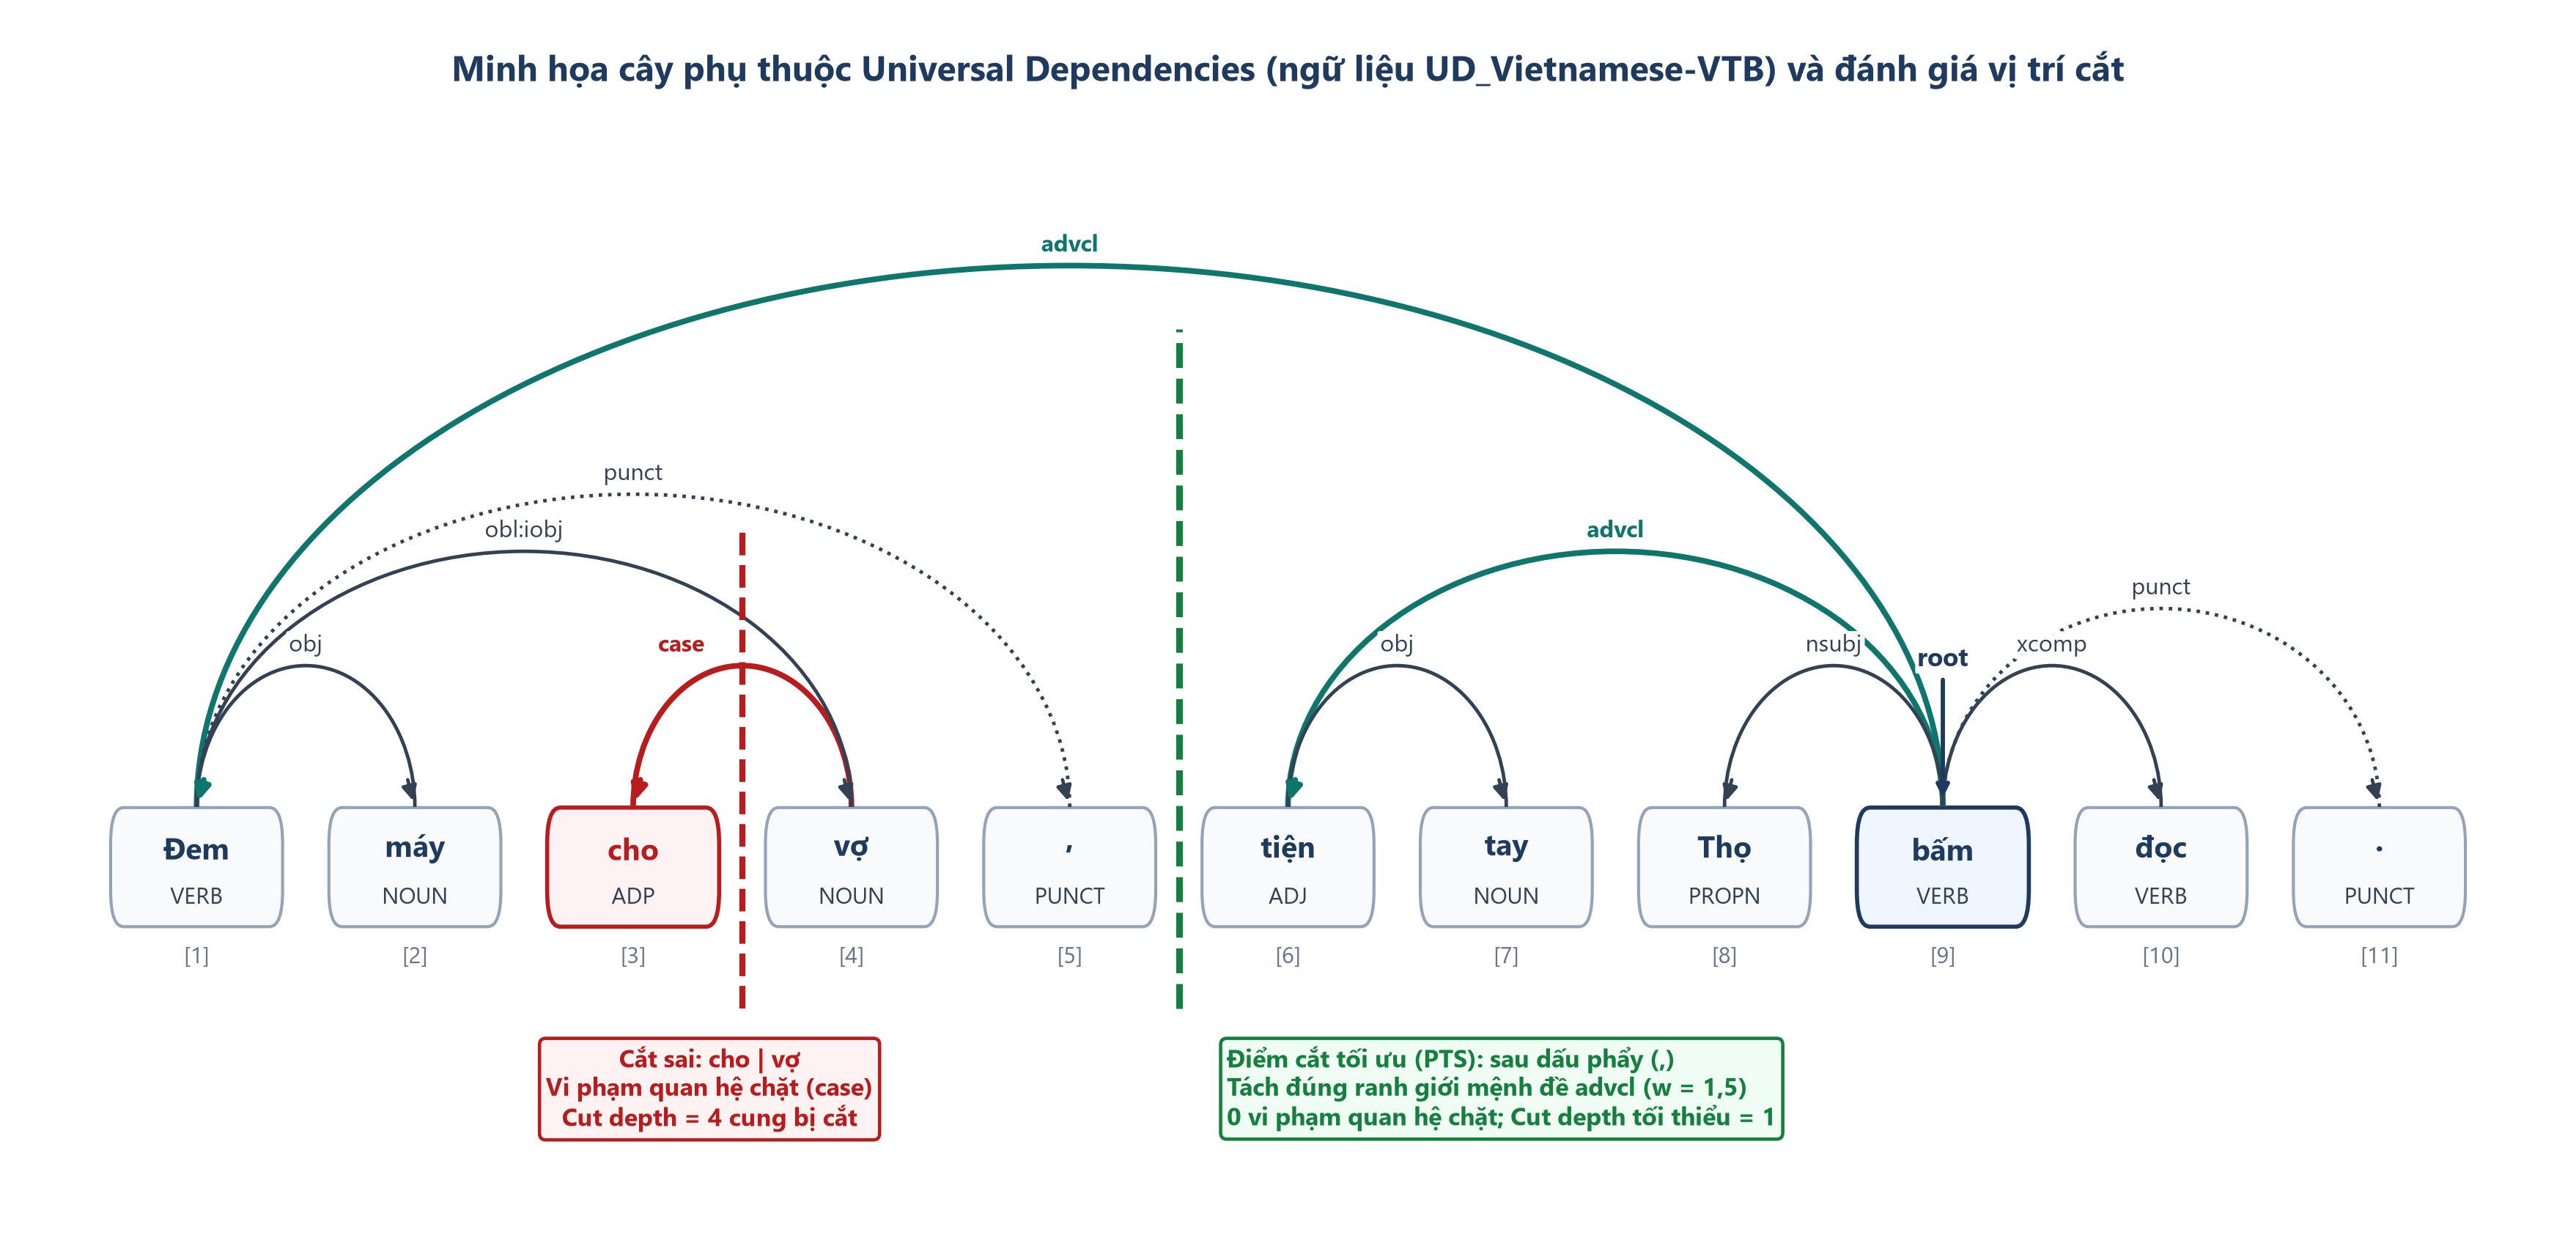 Minh họa cây phụ thuộc Universal Dependencies (ngữ liệu UD_Vietnamese-VTB) và đánh giá vị trí cắt
advcl
punct
obl:iobj
advcl
punct
obj
case
obj
nsubj
root
xcomp
Đem máy cho vợ , tiện tay Thọ bấm đọc .
VERB NOUN ADP NOUN PUNCT ADJ NOUN PROPN VERB VERB PUNCT
[1] [2] [3] [4] [5] [6] [7] [8] [9] [10] [11]
Cắt sai: cho | vợ
Vi phạm quan hệ chặt (case)
Cut depth = 4 cung bị cắt
Điểm cắt tối ưu (PTS): sau dấu phẩy (,)
Tách đúng ranh giới mệnh đề advcl (w = 1,5)
0 vi phạm quan hệ chặt; Cut depth tối thiểu = 1